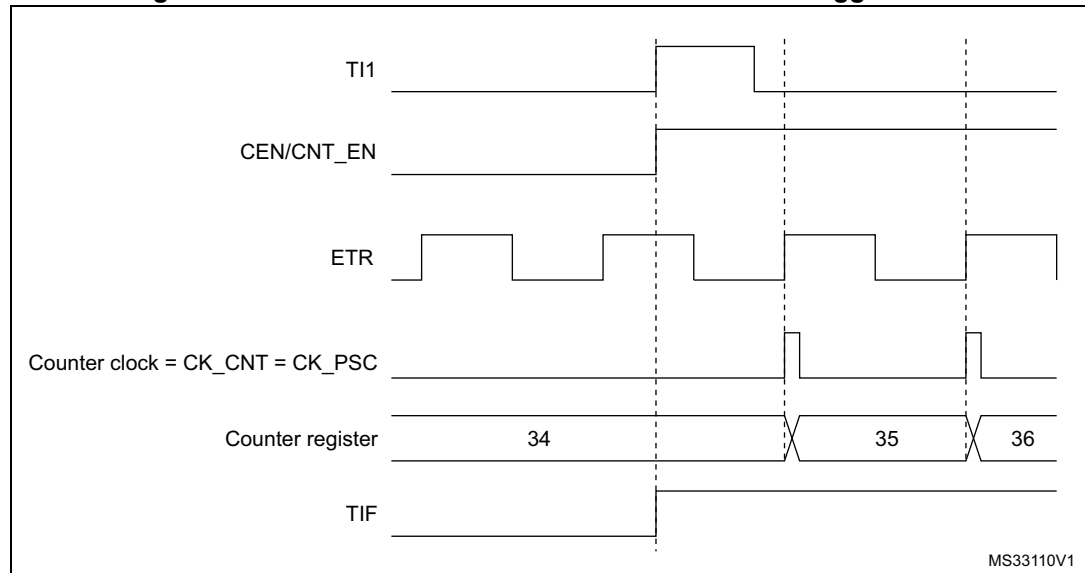 TI1
CEN/CNT_EN
ETR
Counter clock = CK_CNT = CK_PSC
Counter register 34 35 36
TIF
MS33110V1